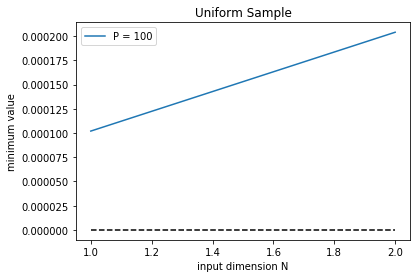 Uniform Sample
P = 100
minimum value
0.000200
0.000175
0.000150
0.000125
0.000100
0.000075
0.000050
0.000025
0.000000
1.0 1.2 1.4 1.6 1.8 2.0
input dimension N